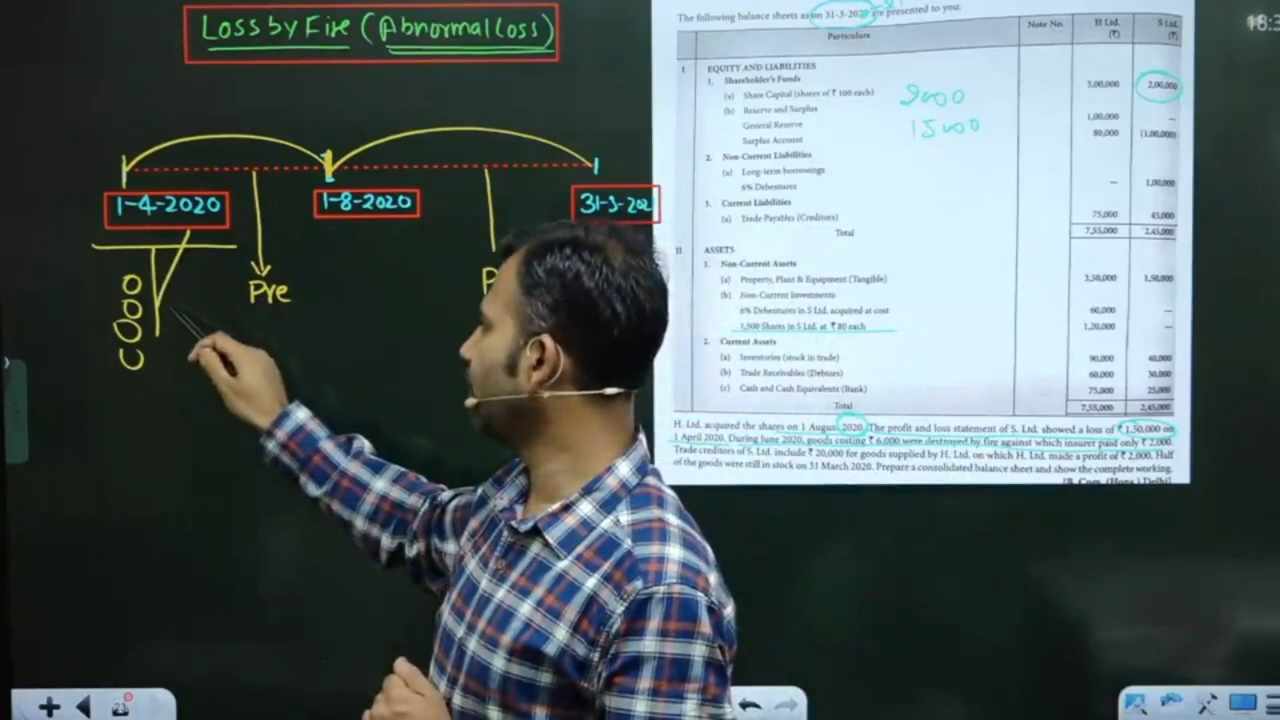 Loss by Fire (Abnormal Loss)
1-4-2020
1-8-2020
31-3-202
Pre
P
The following balance sheets as on 31-3-202 are presented to you:
Particulars
Note No.
H Ltd. (₹)
S Ltd. (₹)
I EQUITY AND LIABILITIES
1. Shareholder's Funds
(a) Share Capital (shares of ₹ 100 each) 5,00,000 2,00,000
(b) Reserve and Surplus
General Reserve 1,00,000 —
Surplus Account 80,000 (1,00,000)
2000
15000
2. Non-Current Liabilities
(a) Long-term borrowings
6% Debentures — 1,00,000
3. Current Liabilities
(a) Trade Payables (Creditors) 75,000 45,000
Total 7,55,000 2,45,000
II ASSETS
1. Non-Current Assets
(a) Property, Plant & Equipment (Tangible) 3,50,000 1,50,000
(b) Non-Current Investments
6% Debentures in S Ltd. acquired at cost 60,000 —
1,500 Shares in S Ltd. at ₹ 80 each 1,20,000 —
2. Current Assets
(a) Inventories (stock in trade) 90,000 40,000
(b) Trade Receivables (Debtors) 60,000 30,000
(c) Cash and Cash Equivalents (Bank) 75,000 25,000
Total 7,55,000 2,45,000
H. Ltd. acquired the shares on 1 August 2020. The profit and loss statement of S. Ltd. showed a loss of ₹ 1,50,000 on
1 April 2020. During June 2020, goods costing ₹ 6,000 were destroyed by fire against which insurer paid only ₹ 2,000.
Trade creditors of S. Ltd. include ₹ 20,000 for goods supplied by H. Ltd. on which H. Ltd. made a profit of ₹ 2,000. Half
of the goods were still in stock on 31 March 2020. Prepare a consolidated balance sheet and show the complete working.